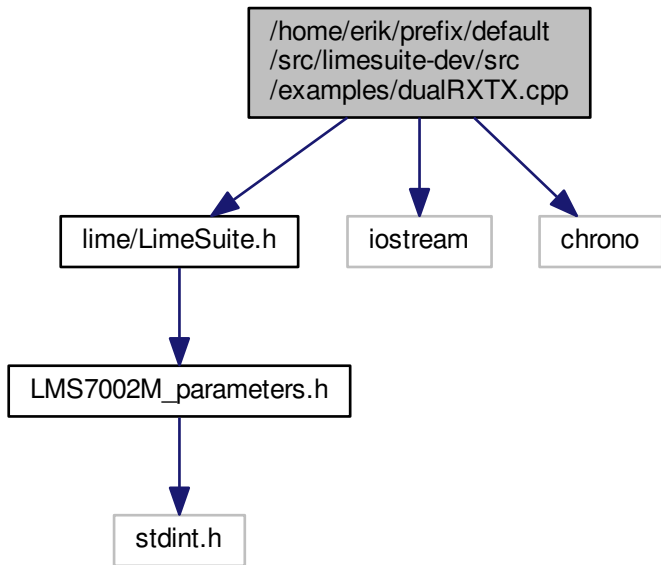 /home/erik/prefix/default
/src/limesuite-dev/src
/examples/dualRXTX.cpp
lime/LimeSuite.h
iostream
chrono
LMS7002M_parameters.h
stdint.h